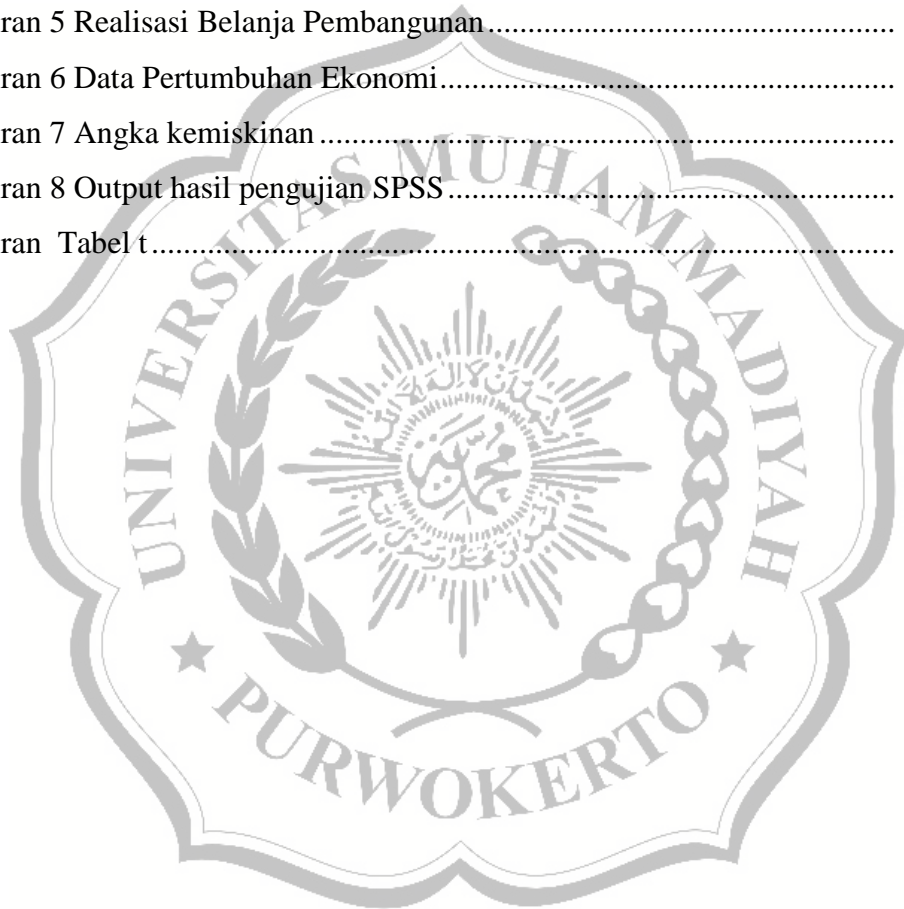 ran 5 Realisasi Belanja Pembangunan................................................
ran 6 Data Pertumbuhan Ekonomi......................................................
ran 7 Angka kemiskinan.....................................................................
ran 8 Output hasil pengujian SPSS.....................................................
ran Tabel t..........................................................................................
UNIVERSITAS MUHAMMADIYAH
PURWOKERTO